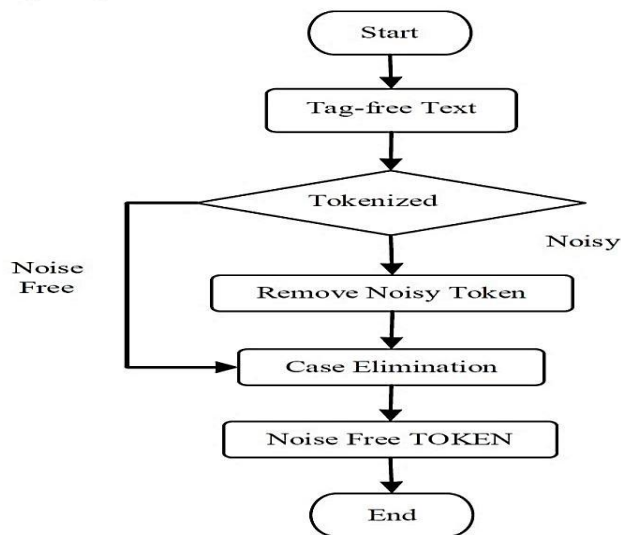 Start
Tag-free Text
Tokenized
Noisy
Noise
Free
Remove Noisy Token
Case Elimination
Noise Free TOKEN
End